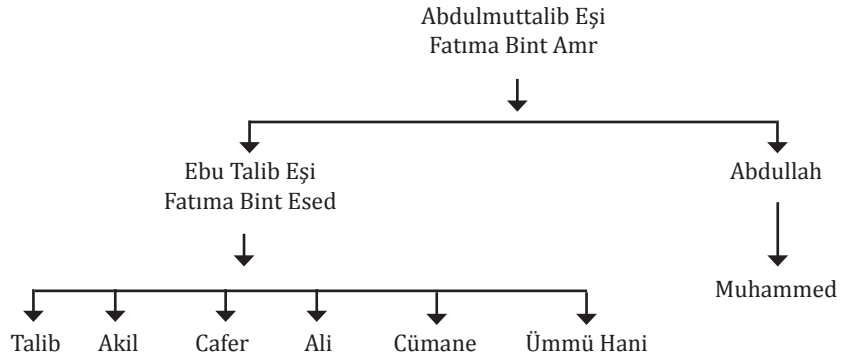 Abdulmuttalib Eşi
Fatıma Bint Amr
Ebu Talib Eşi
Fatıma Bint Esed
Abdullah
Muhammed
Talib
Akil
Cafer
Ali
Cümane
Ümmü Hani